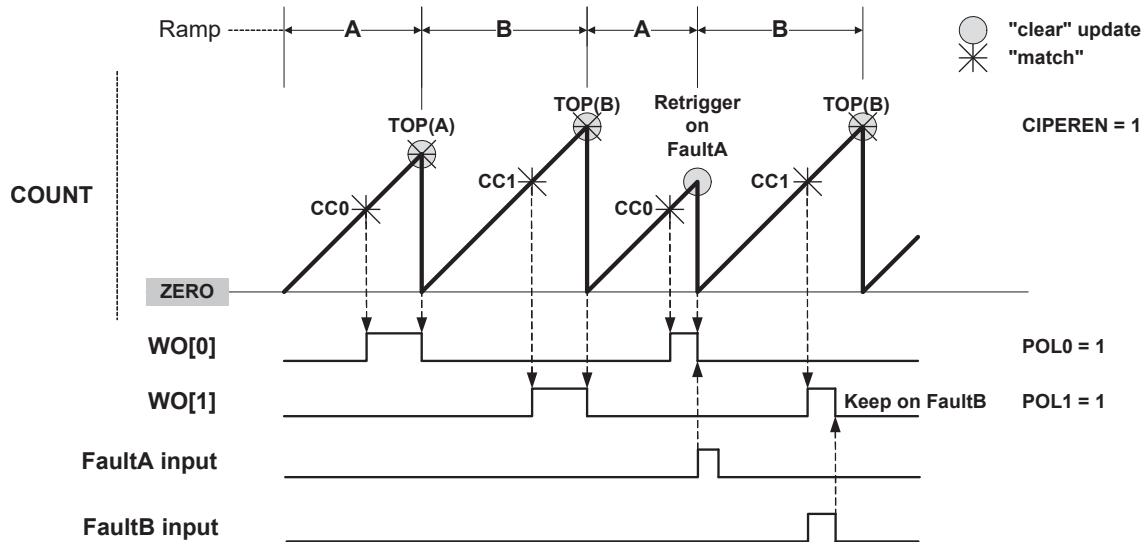 Ramp
A
B
A
B
"clear" update
"match"
TOP(A)
TOP(B)
Retrigger
on
FaultA
TOP(B)
CIPEREN = 1
COUNT
CC0
CC1
CC0
CC1
ZERO
WO[0]
POL0 = 1
WO[1]
Keep on FaultB
POL1 = 1
FaultA input
FaultB input